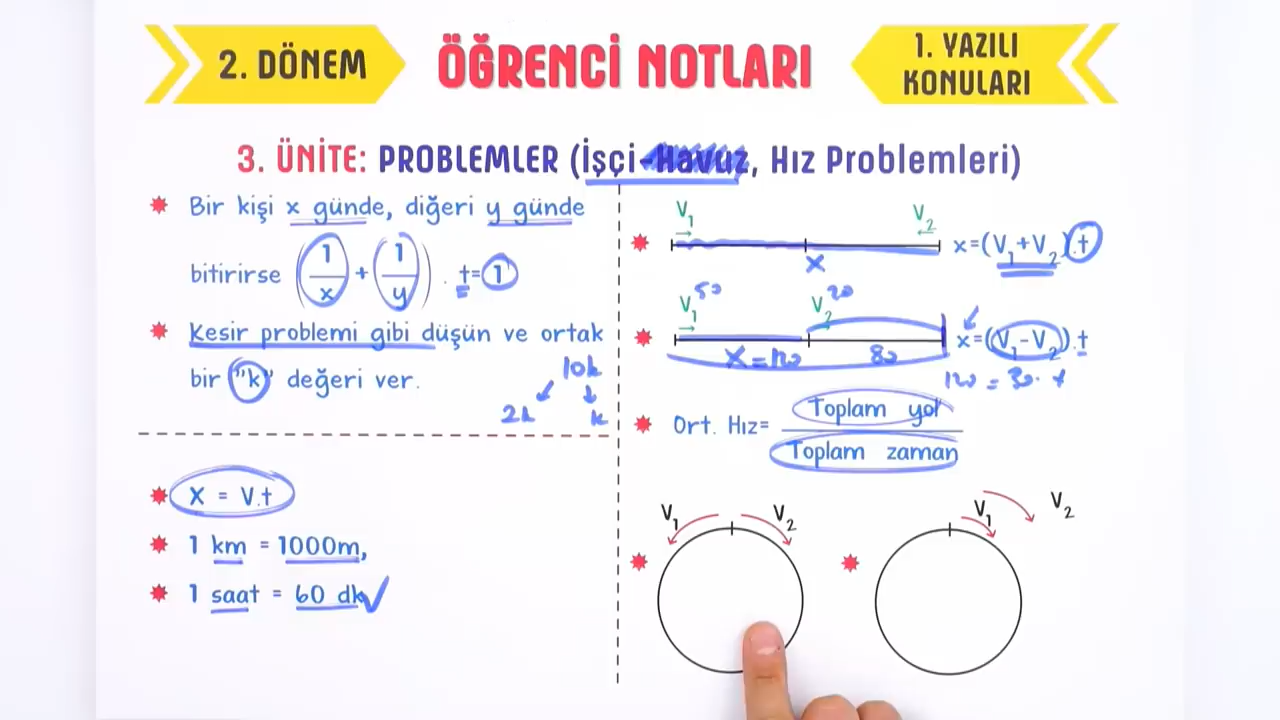 2. DÖNEM
ÖĞRENCİ NOTLARI
1. YAZILI
KONULARI
3. ÜNİTE: PROBLEMLER (İşçi-Havuz, Hız Problemleri)
Bir kişi x günde, diğeri y günde
bitirirse (1/x + 1/y) . t=1
Kesir problemi gibi düşün ve ortak
bir "k" değeri ver.
10k
2k k
X = V.t
1 km = 1000m,
1 saat = 60 dk
V₁ V₂
x=(V₁+V₂).t
x
V₁ 50 V₂ 20
x=(V₁-V₂).t
x=120 80
120 = 30. t
Ort. Hız= Toplam yol / Toplam zaman
V₁ V₂
V₁ V₂